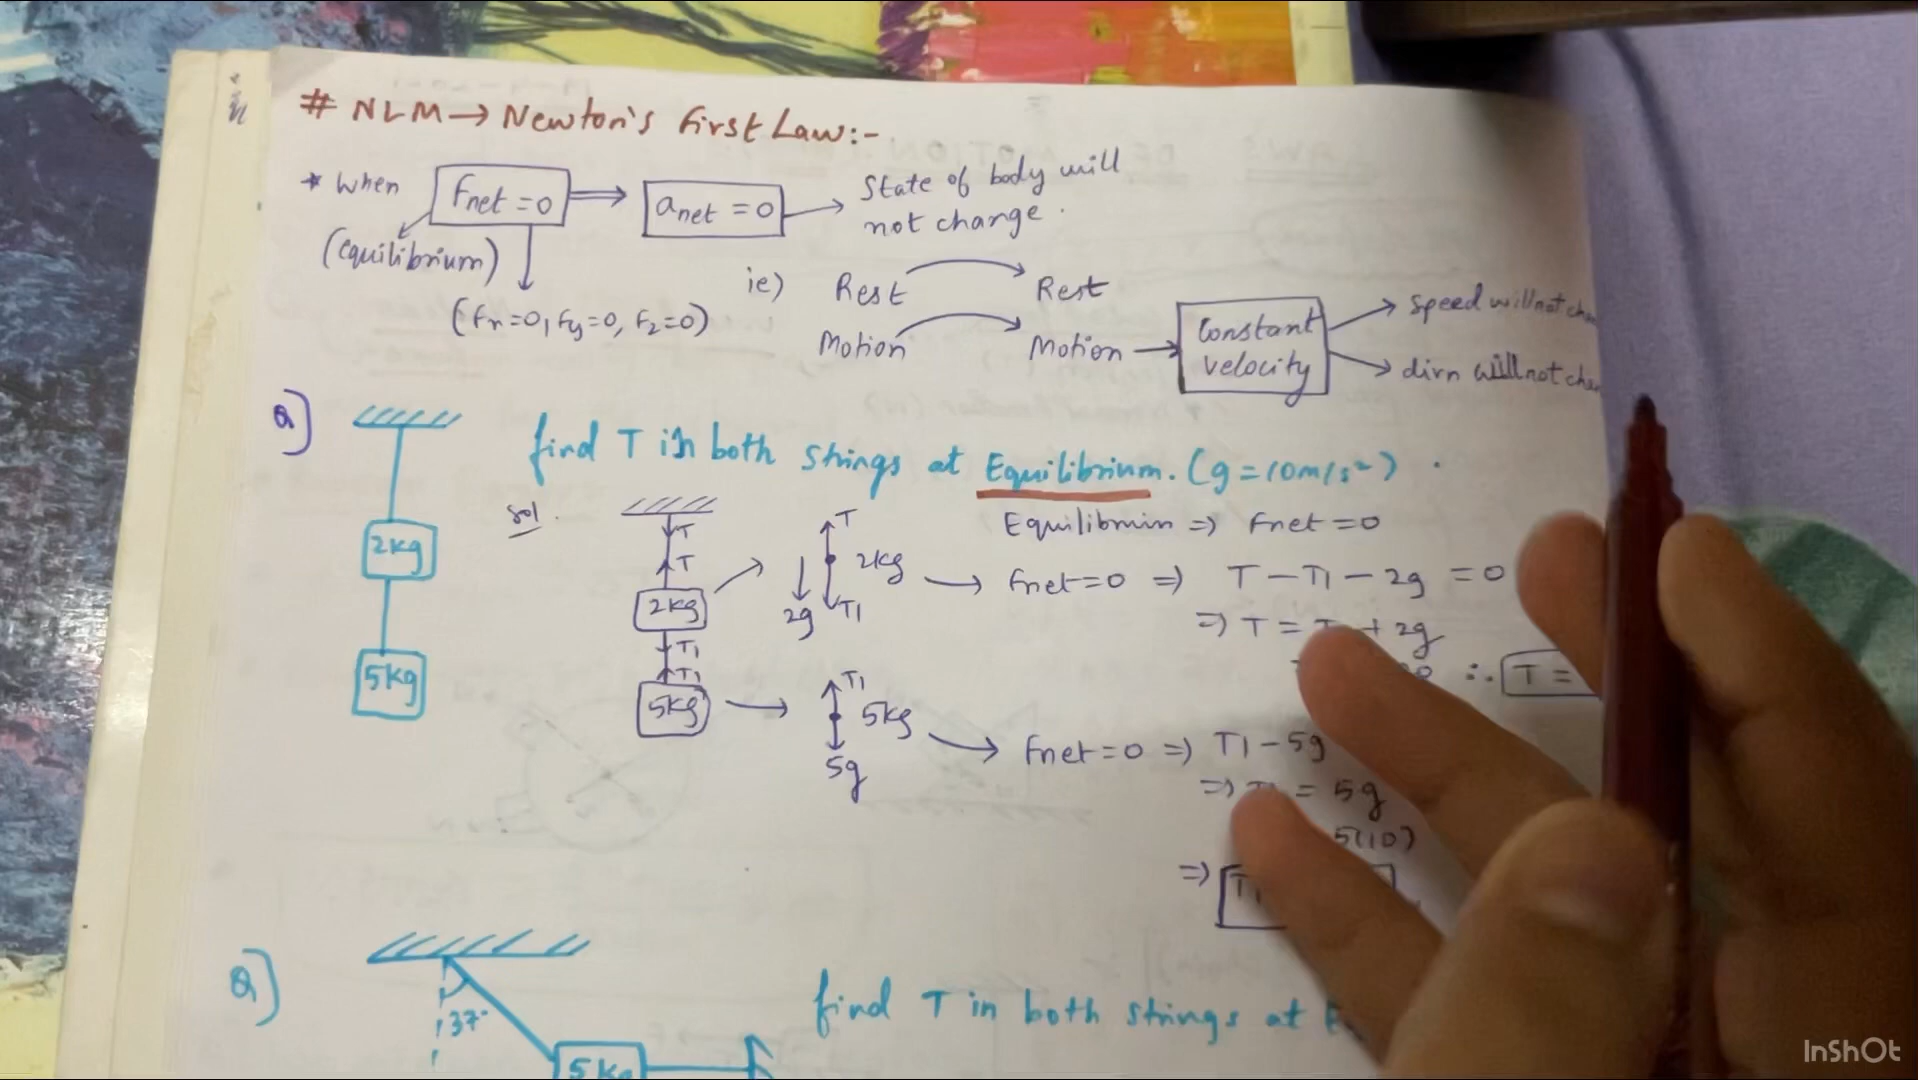 # NLM → Newton's First Law:-
* when Fnet = 0 ⇒ anet = 0 → State of body will
not change.
(equilibrium)
(Fx=0, Fy=0, Fz=0)
ie) Rest Rest
Motion Motion → Constant velocity
speed will not
dirn will not
Q) find T in both strings at Equilibrium. (g=10m/s²).
2kg
5kg
Sol.
Equilibrium => Fnet=0
T
T
2kg
T1
T1
5kg
T
2kg
2g
T1
→ Fnet=0 => T-T1-2g =0
=> T = + 2g
∴ T =
T1
5kg
5g
→ Fnet=0 => T1-5g
=> = 5g
5(10)
=>
Q) find T in both strings at
37°
5kg
InShOt